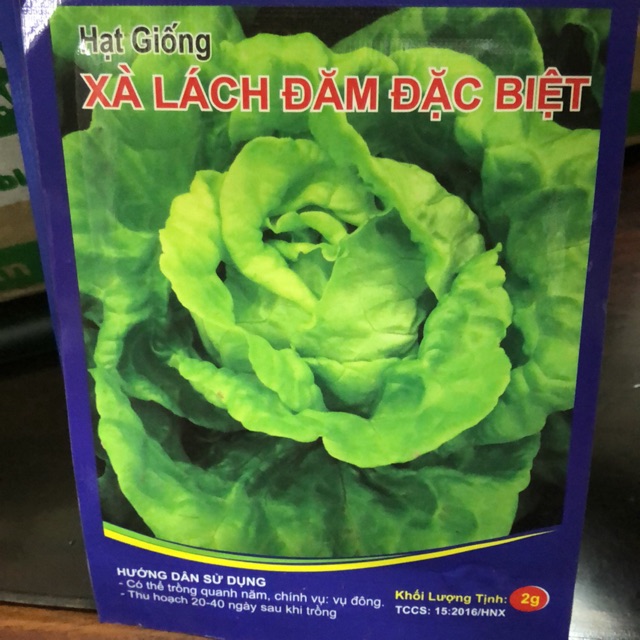 Hạt Giống
XÀ LÁCH ĐĂM ĐẶC BIỆT
HƯỚNG DẪN SỬ DỤNG
- Có thể trồng quanh năm, chính vụ: vụ đông.
- Thu hoạch 20-40 ngày sau khi trồng
Khối Lượng Tịnh: 2g
TCCS: 15:2016/HNX